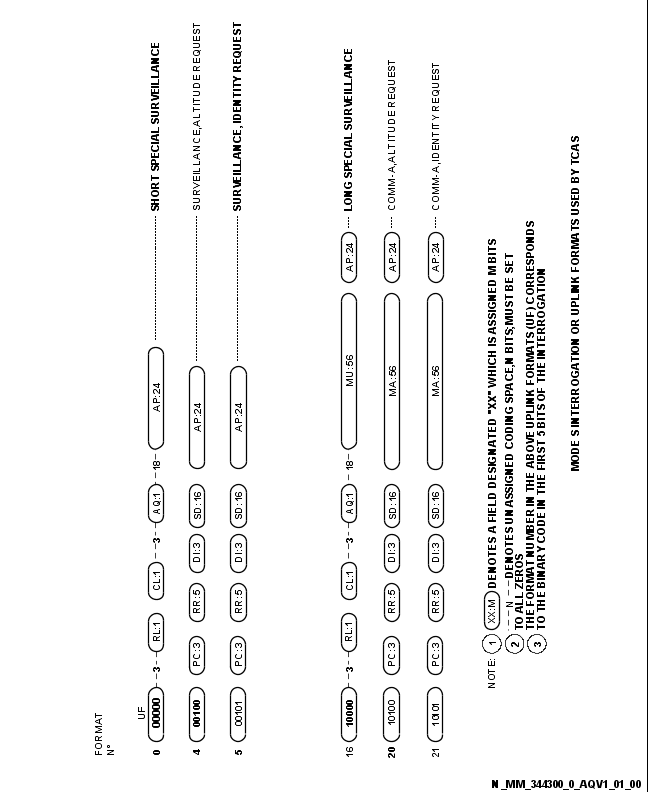 FORMAT
N°
UF
0 00000 –3– RL:1 –3– CL:1 –3– AQ:1 –18– AP:24 SHORT SPECIAL SURVEILLANCE
4 00100 PC:3 RR:5 DI:3 SD:16 AP:24 SURVEILLANCE,ALTITUDE REQUEST
5 00101 PC:3 RR:5 DI:3 SD:16 AP:24 SURVEILLANCE, IDENTITY REQUEST
16 10000 –3– RL:1 –– CL:1 ––3– AQ:1 –18– MU:56 AP:24 LONG SPECIAL SURVEILLANCE
20 10100 PC:3 RR:5 DI:3 SD:16 MA:56 AP:24 COMM-A,ALTITUDE REQUEST
21 10101 PC:3 RR:5 DI:3 SD:16 MA:56 AP:24 COMM-A,IDENTITY REQUEST
NOTE: 1 XX:M DENOTES A FIELD DESIGNATED "XX" WHICH IS ASSIGNED M BITS
2 ---N -- DENOTES UNASSIGNED CODING SPACE,N BITS;MUST BE SET
TO ALL ZEROS
3 THE FORMAT NUMBER IN THE ABOVE UPLINK FORMATS (UF) CORRESPONDS
TO THE BINARY CODE IN THE FIRST 5 BITS OF THE INTERROGATION
MODE S INTERROGATION OR UPLINK FORMATS USED BY TCAS
N_MM_344300_0_AQV1_01_00